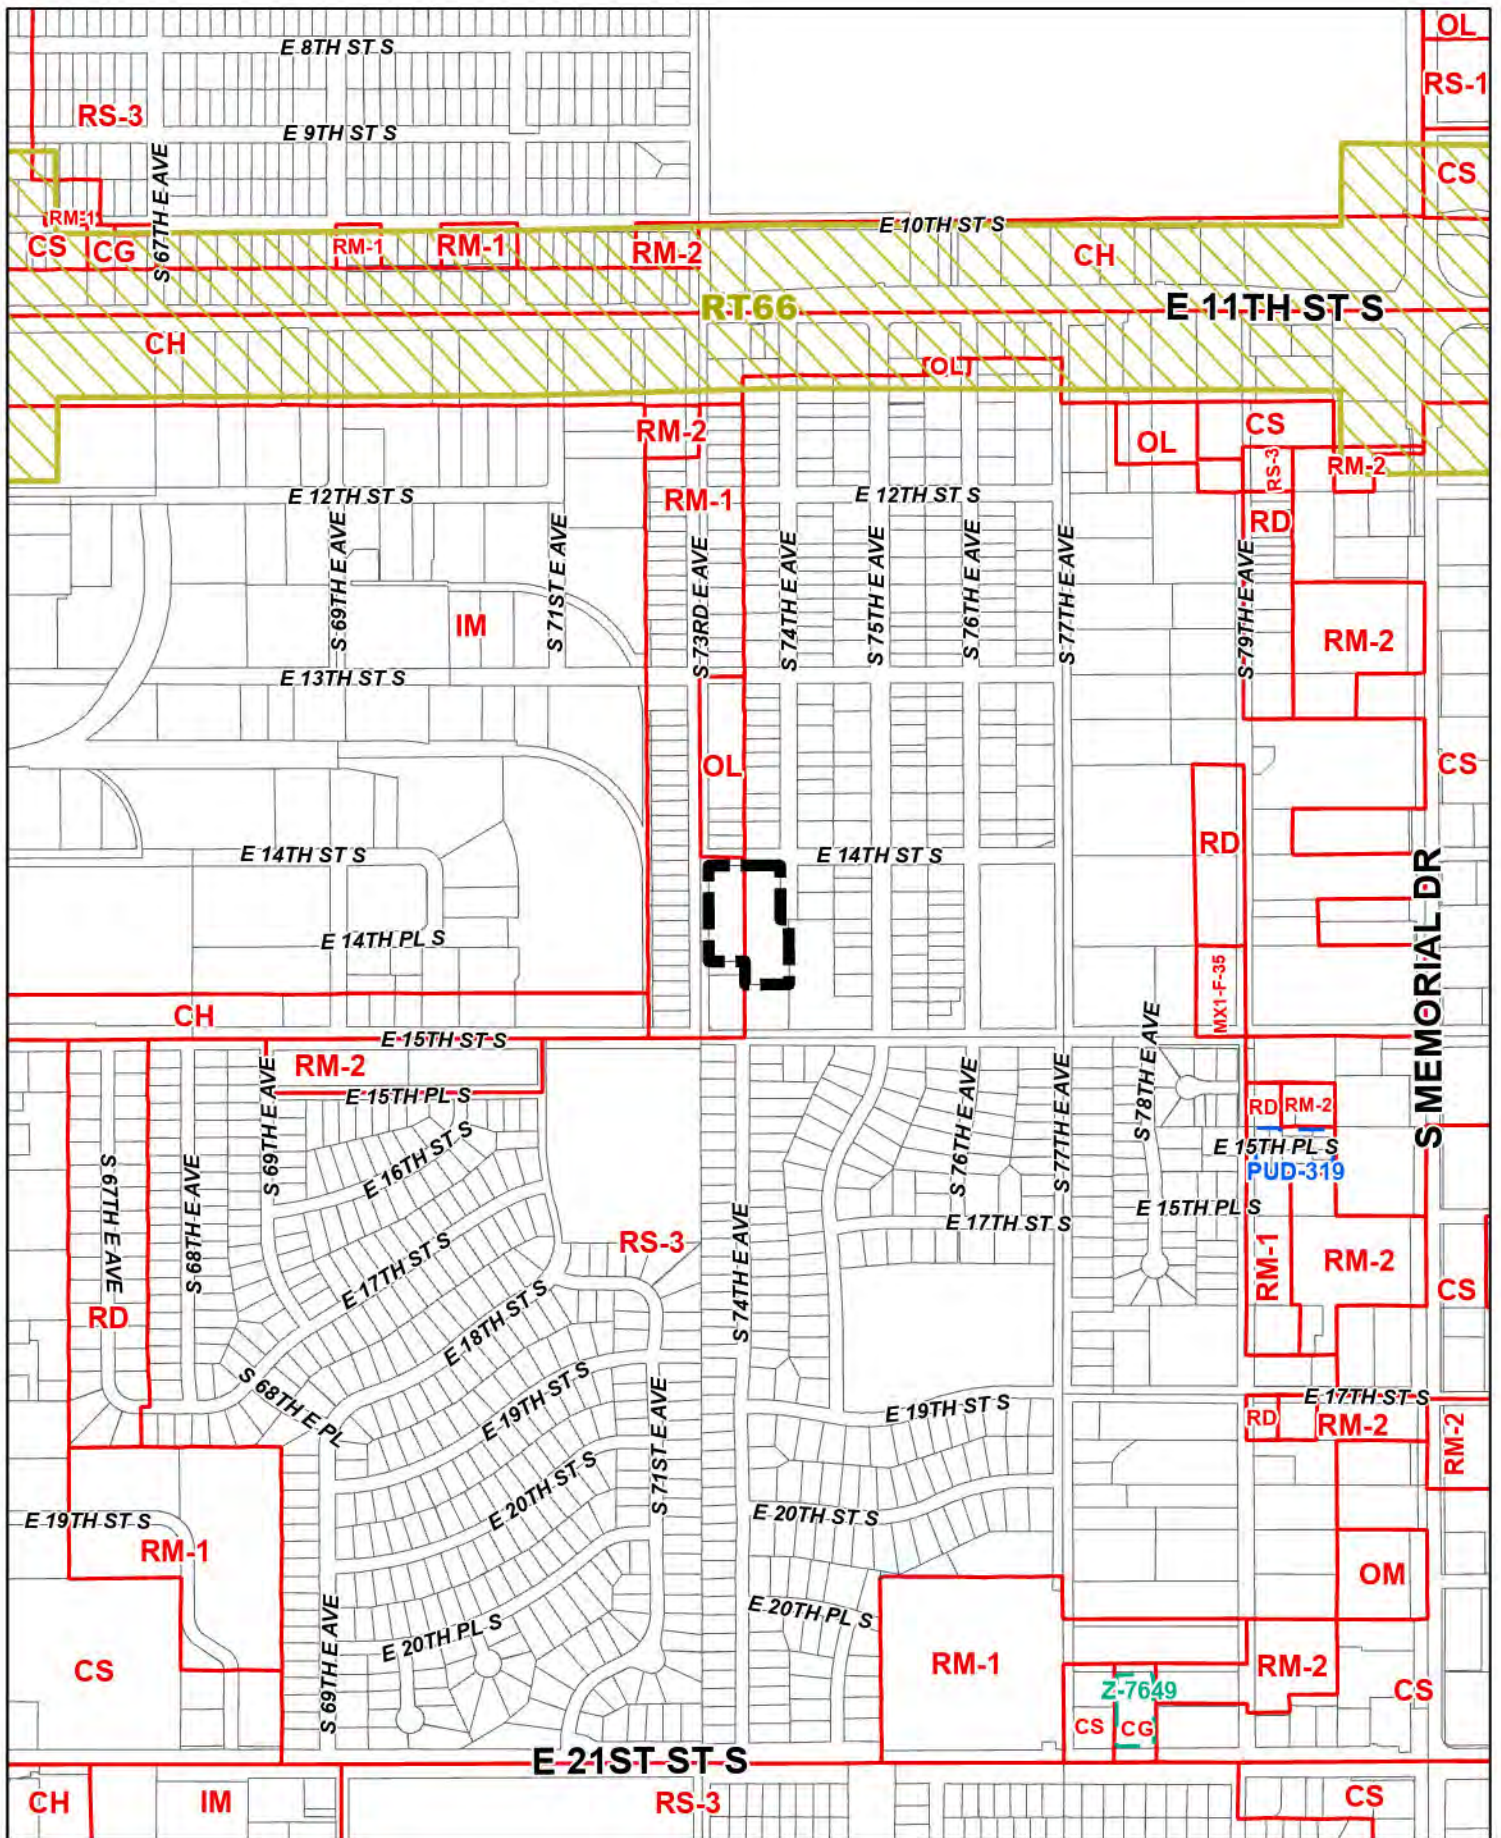 OL
E 8TH ST S
RS-1
RS-3
E 9TH ST S
S 67TH E AVE
CS
RM-1
E 10TH ST S
CS
CG
RM-1
RM-1
RM-2
CH
RT66
E 11TH ST S
CH
OL
RM-2
OL
CS
RS-3
RM-2
E 12TH ST S
RM-1
E 12TH ST S
RD
S 69TH E AVE
S 71ST E AVE
S 73RD E AVE
S 74TH E AVE
S 75TH E AVE
S 76TH E AVE
S 77TH E AVE
S 79TH E AVE
IM
RM-2
E 13TH ST S
OL
CS
E 14TH ST S
E 14TH ST S
RD
S MEMORIAL DR
E 14TH PL S
MX1-F-35
CH
E 15TH ST S
RM-2
S 69TH E AVE
S 76TH E AVE
S 77TH E AVE
S 78TH E AVE
E 15TH PL S
RD
RM-2
E 16TH ST S
E 15TH PL S
PUD-319
S 67TH E AVE
S 68TH E AVE
E 15TH PL S
E 17TH ST S
RS-3
S 74TH E AVE
E 17TH ST S
RM-1
RM-2
CS
RD
E 18TH ST S
S 68TH E PL
E 19TH ST S
S 71ST E AVE
E 19TH ST S
E 17TH ST S
RD
RM-2
RM-2
E 20TH ST S
E 20TH ST S
E 19TH ST S
RM-1
OM
E 20TH PL S
E 20TH PL S
S 69TH E AVE
CS
RM-1
RM-2
Z-7649
CS
CS
CG
E 21ST ST S
CH
IM
RS-3
CS